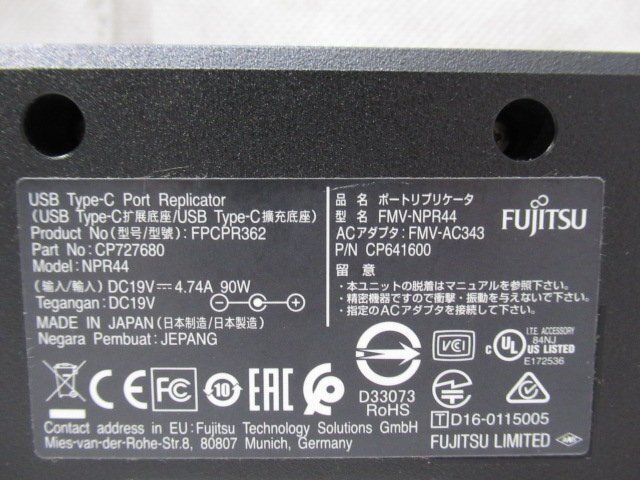 USB Type-C Port Replicator
(USB Type-C扩展底座/USB Type-C擴充底座)
Product No(型号/型號): FPCPR362
Part No: CP727680
Model: NPR44
(输入/輸入) DC19V 4.74A 90W
Tegangan: DC19V
MADE IN JAPAN (日本制造/日本製造)
Negara Pembuat: JEPANG
品 名 ポートリプリケータ
型 名 FMV-NPR44
ACアダプタ: FMV-AC343
P/N CP641600
留 意
・本ユニットの脱着はマニュアルを参照下さい。
・精密機器ですので衝撃・振動を与えないで下さい。
・指定のACアダプタを接続して下さい。
FUJITSU
CE FC 10 EAC
D33073
RoHS
VCI
c UL US LISTED
I.T.E. ACCESSORY
84NJ
E172536
T D16-0115005
Contact address in EU: Fujitsu Technology Solutions GmbH
Mies-van-der-Rohe-Str.8, 80807 Munich, Germany
FUJITSU LIMITED